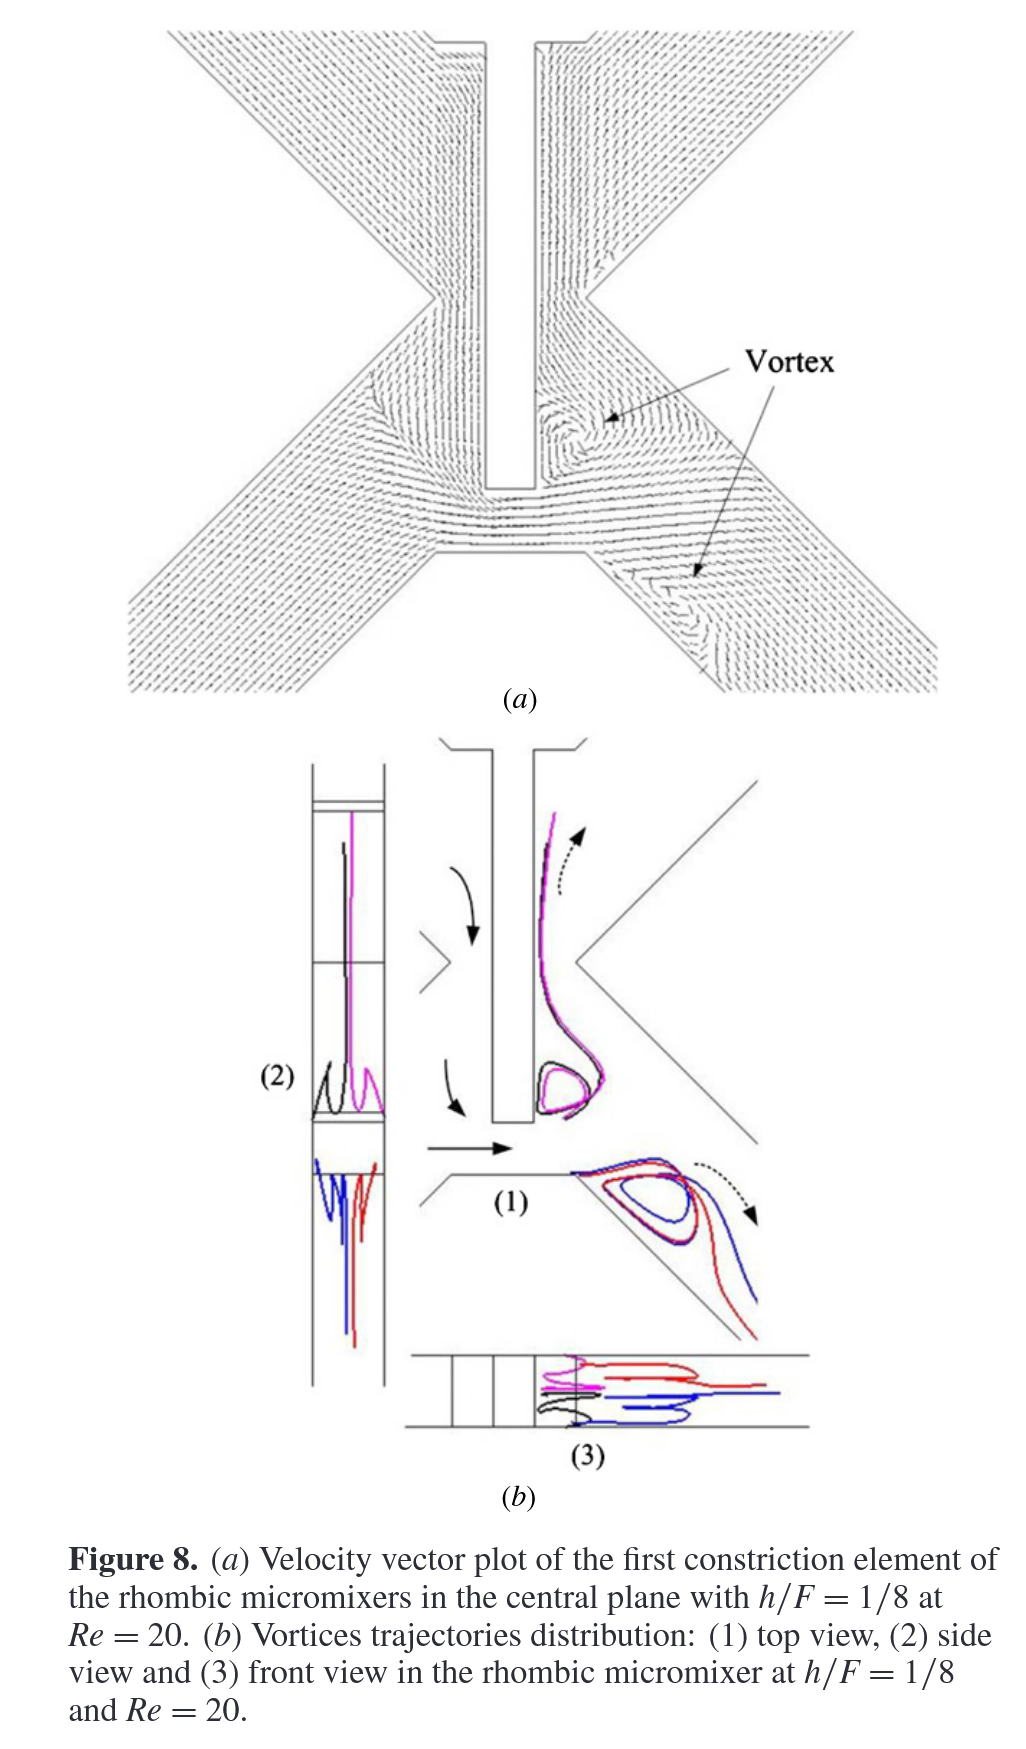 Vortex
(a)
(2)
(1)
(3)
(b)
Figure 8. (a) Velocity vector plot of the first constriction element of
the rhombic micromixers in the central plane with h/F = 1/8 at
Re = 20. (b) Vortices trajectories distribution: (1) top view, (2) side
view and (3) front view in the rhombic micromixer at h/F = 1/8
and Re = 20.